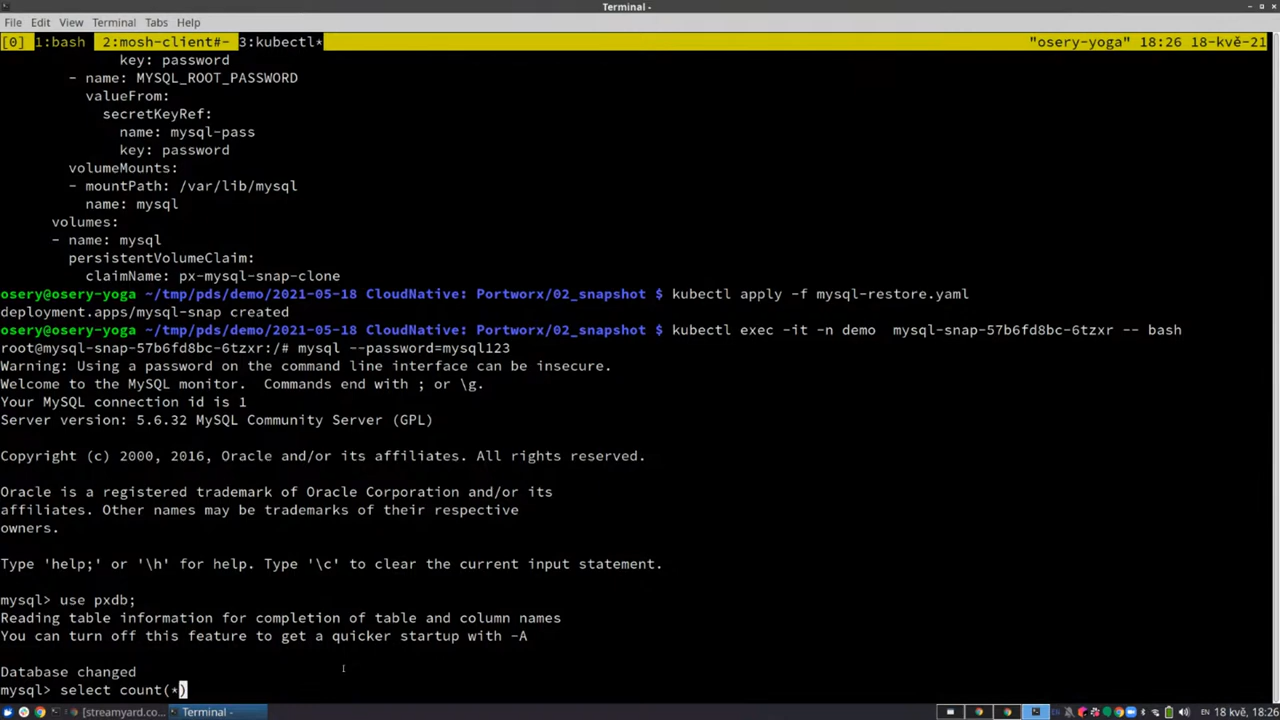 Terminal -
File Edit View Terminal Tabs Help
[0] 1:bash 2:mosh-client#- 3:kubectl* "osery-yoga" 18:26 18-kvě-21
key: password
- name: MYSQL_ROOT_PASSWORD
valueFrom:
secretKeyRef:
name: mysql-pass
key: password
volumeMounts:
- mountPath: /var/lib/mysql
name: mysql
volumes:
- name: mysql
persistentVolumeClaim:
claimName: px-mysql-snap-clone
osery@osery-yoga ~/tmp/pds/demo/2021-05-18 CloudNative: Portworx/02_snapshot $ kubectl apply -f mysql-restore.yaml
deployment.apps/mysql-snap created
osery@osery-yoga ~/tmp/pds/demo/2021-05-18 CloudNative: Portworx/02_snapshot $ kubectl exec -it -n demo  mysql-snap-57b6fd8bc-6tzxr -- bash
root@mysql-snap-57b6fd8bc-6tzxr:/# mysql --password=mysql123
Warning: Using a password on the command line interface can be insecure.
Welcome to the MySQL monitor.  Commands end with ; or \g.
Your MySQL connection id is 1
Server version: 5.6.32 MySQL Community Server (GPL)
Copyright (c) 2000, 2016, Oracle and/or its affiliates. All rights reserved.
Oracle is a registered trademark of Oracle Corporation and/or its
affiliates. Other names may be trademarks of their respective
owners.
Type 'help;' or '\h' for help. Type '\c' to clear the current input statement.
mysql> use pxdb;
Reading table information for completion of table and column names
You can turn off this feature to get a quicker startup with -A
Database changed
mysql> select count(*)
[streamyard.co... Terminal - EN 18 kvě, 18:26